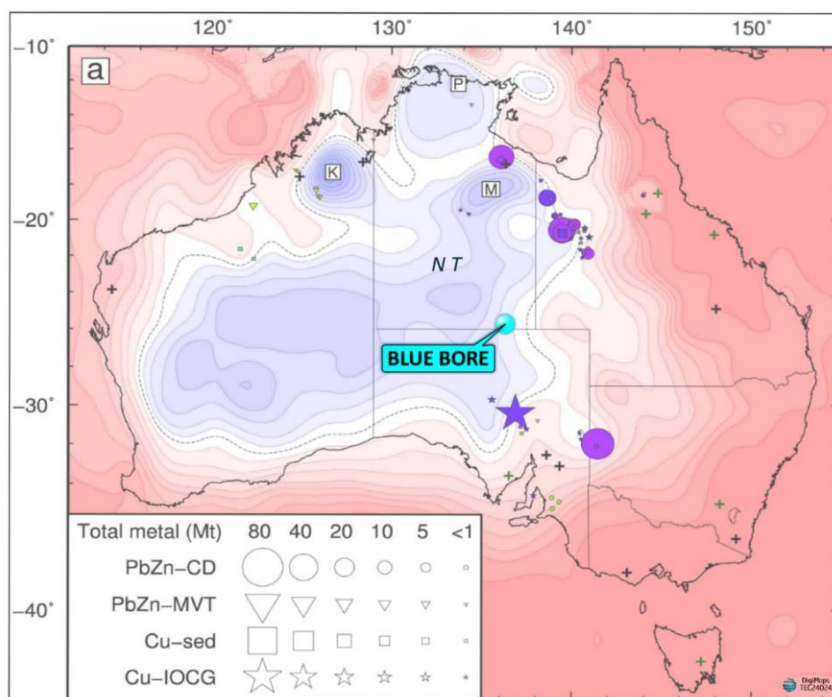 120° 130° 140° 150°
−10°
a
P
K
M
−20°
N T
BLUE BORE
−30°
Total metal (Mt) 80 40 20 10 5 <1
PbZn−CD
PbZn−MVT
−40°
Cu−sed
Cu−IOCG
DigiMaps